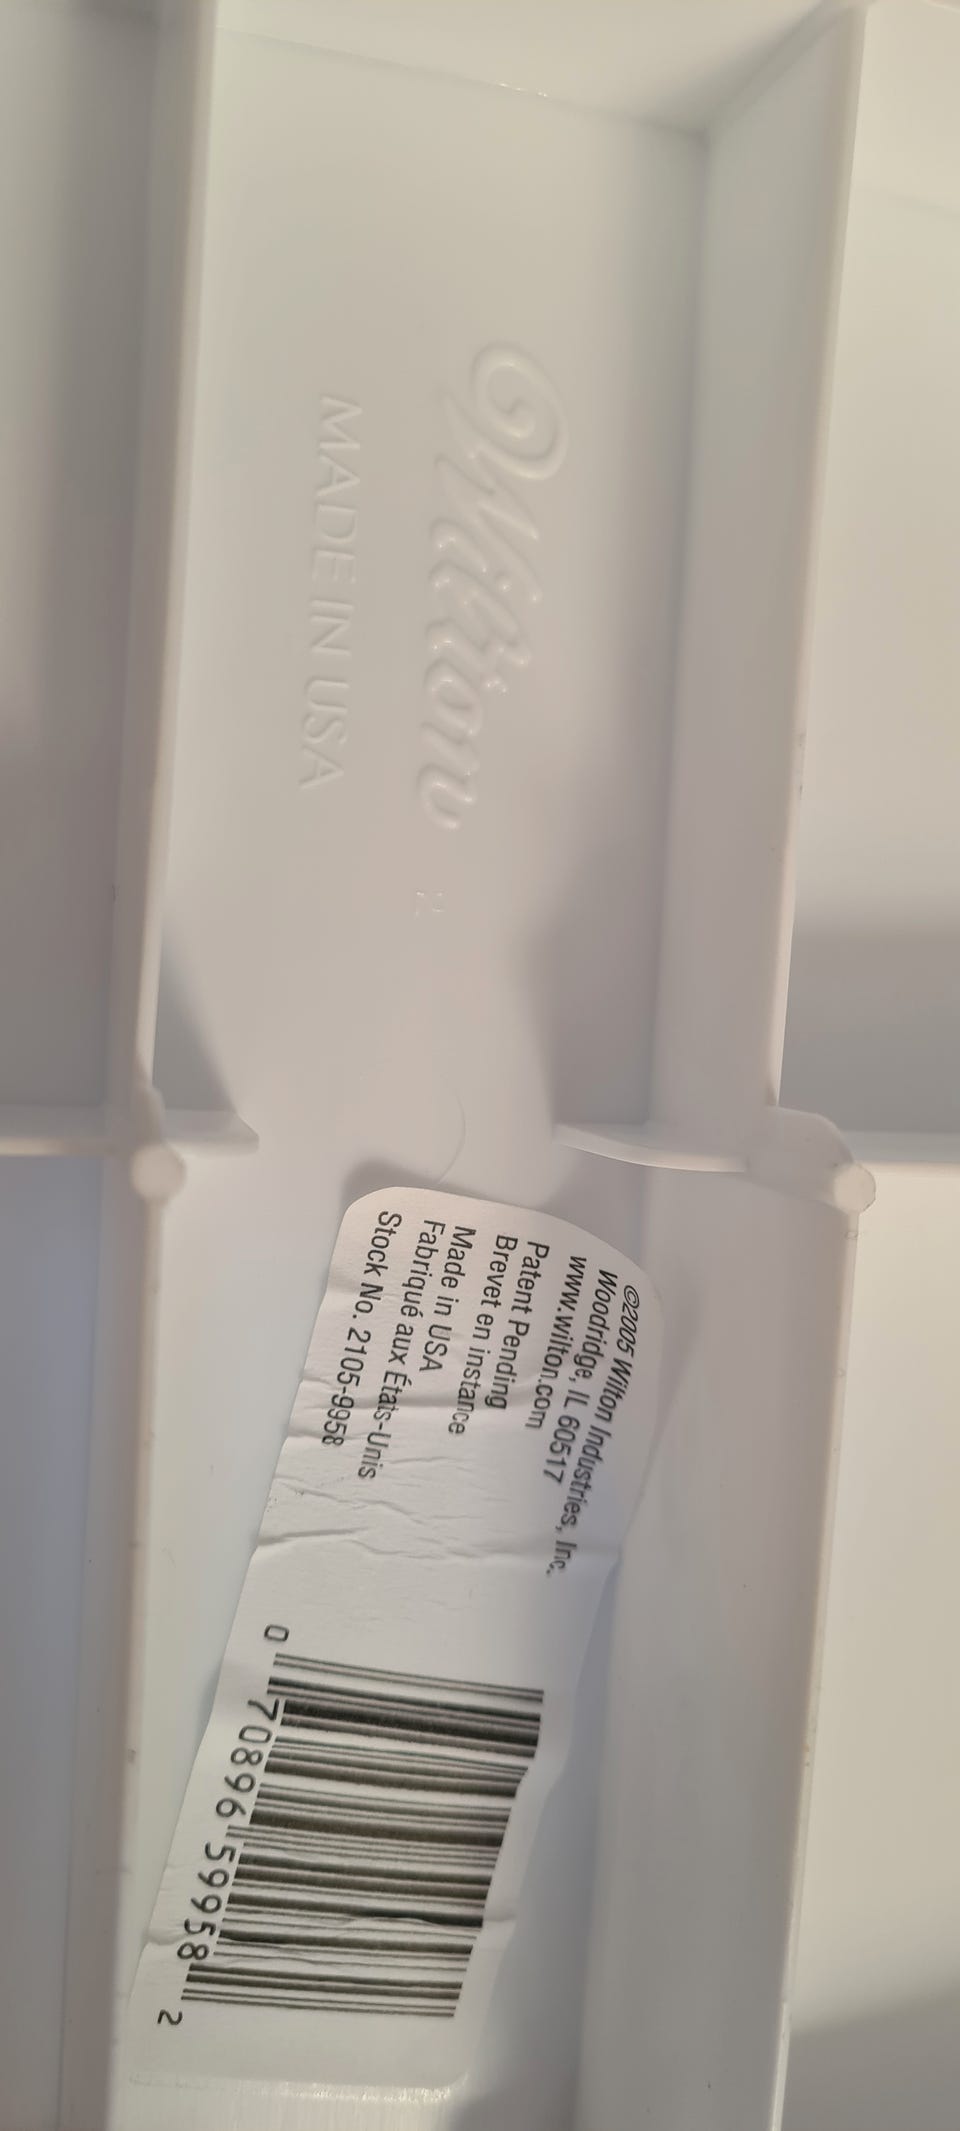 Wilton
MADE IN USA
©2005 Wilton Industries, Inc.
Woodridge, IL 60517
www.wilton.com
Patent Pending
Brevet en instance
Made in USA
Fabriqué aux États-Unis
Stock No. 2105-9958
0 70896 59958 2